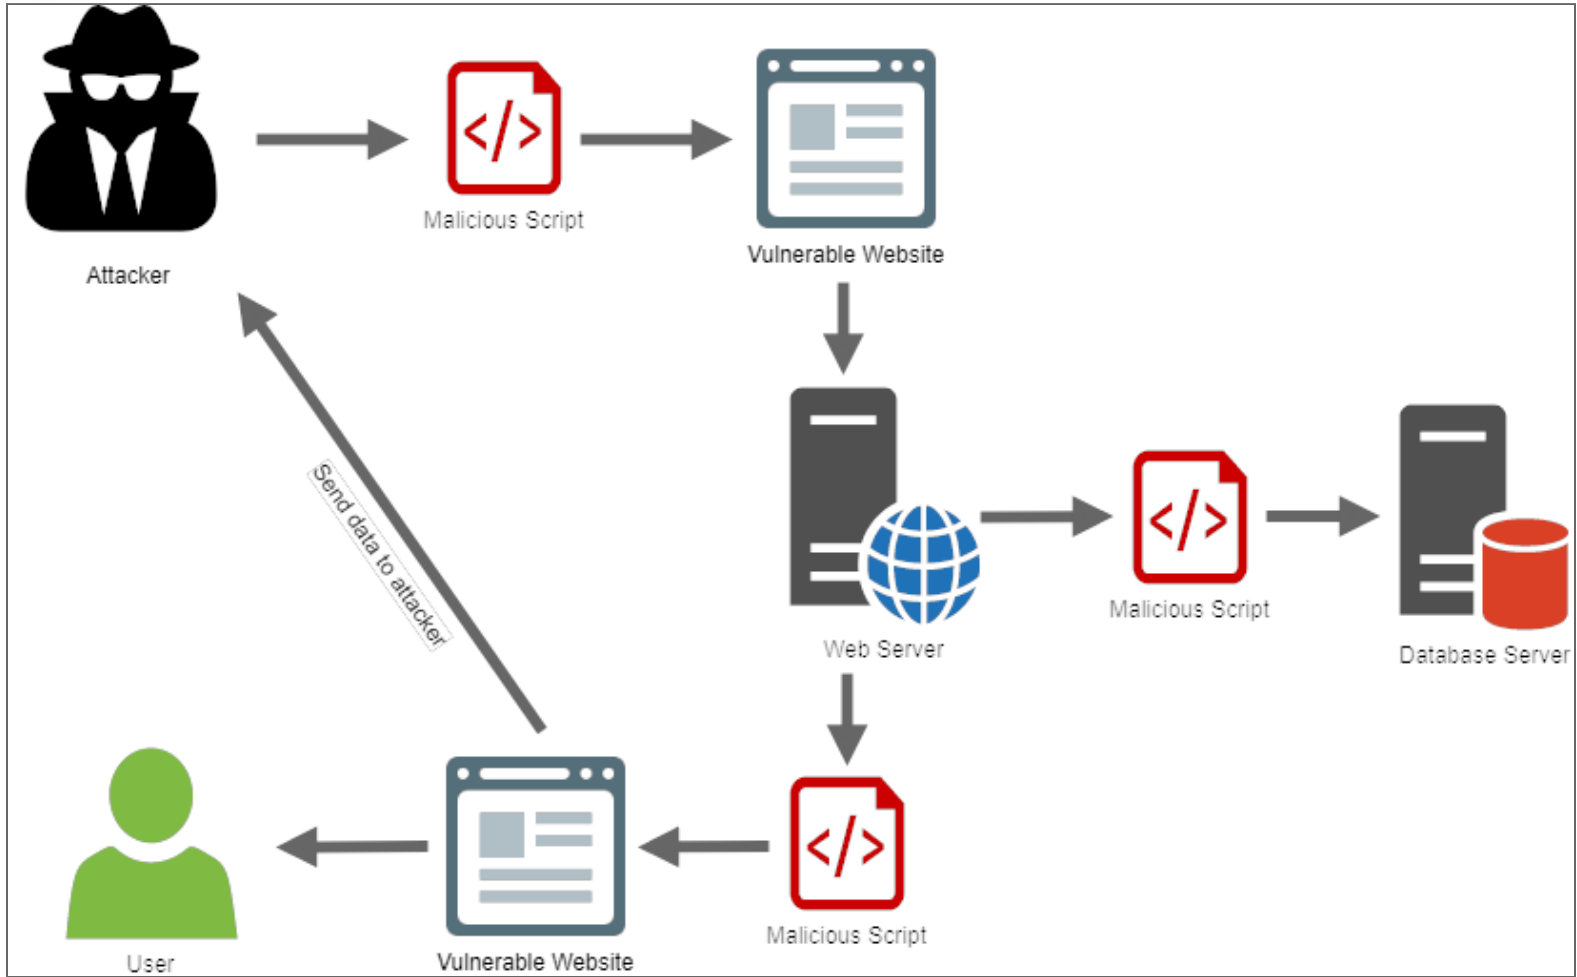 Malicious Script
Vulnerable Website
Attacker
Send data to attacker
Malicious Script
Web Server
Database Server
Malicious Script
User
Vulnerable Website